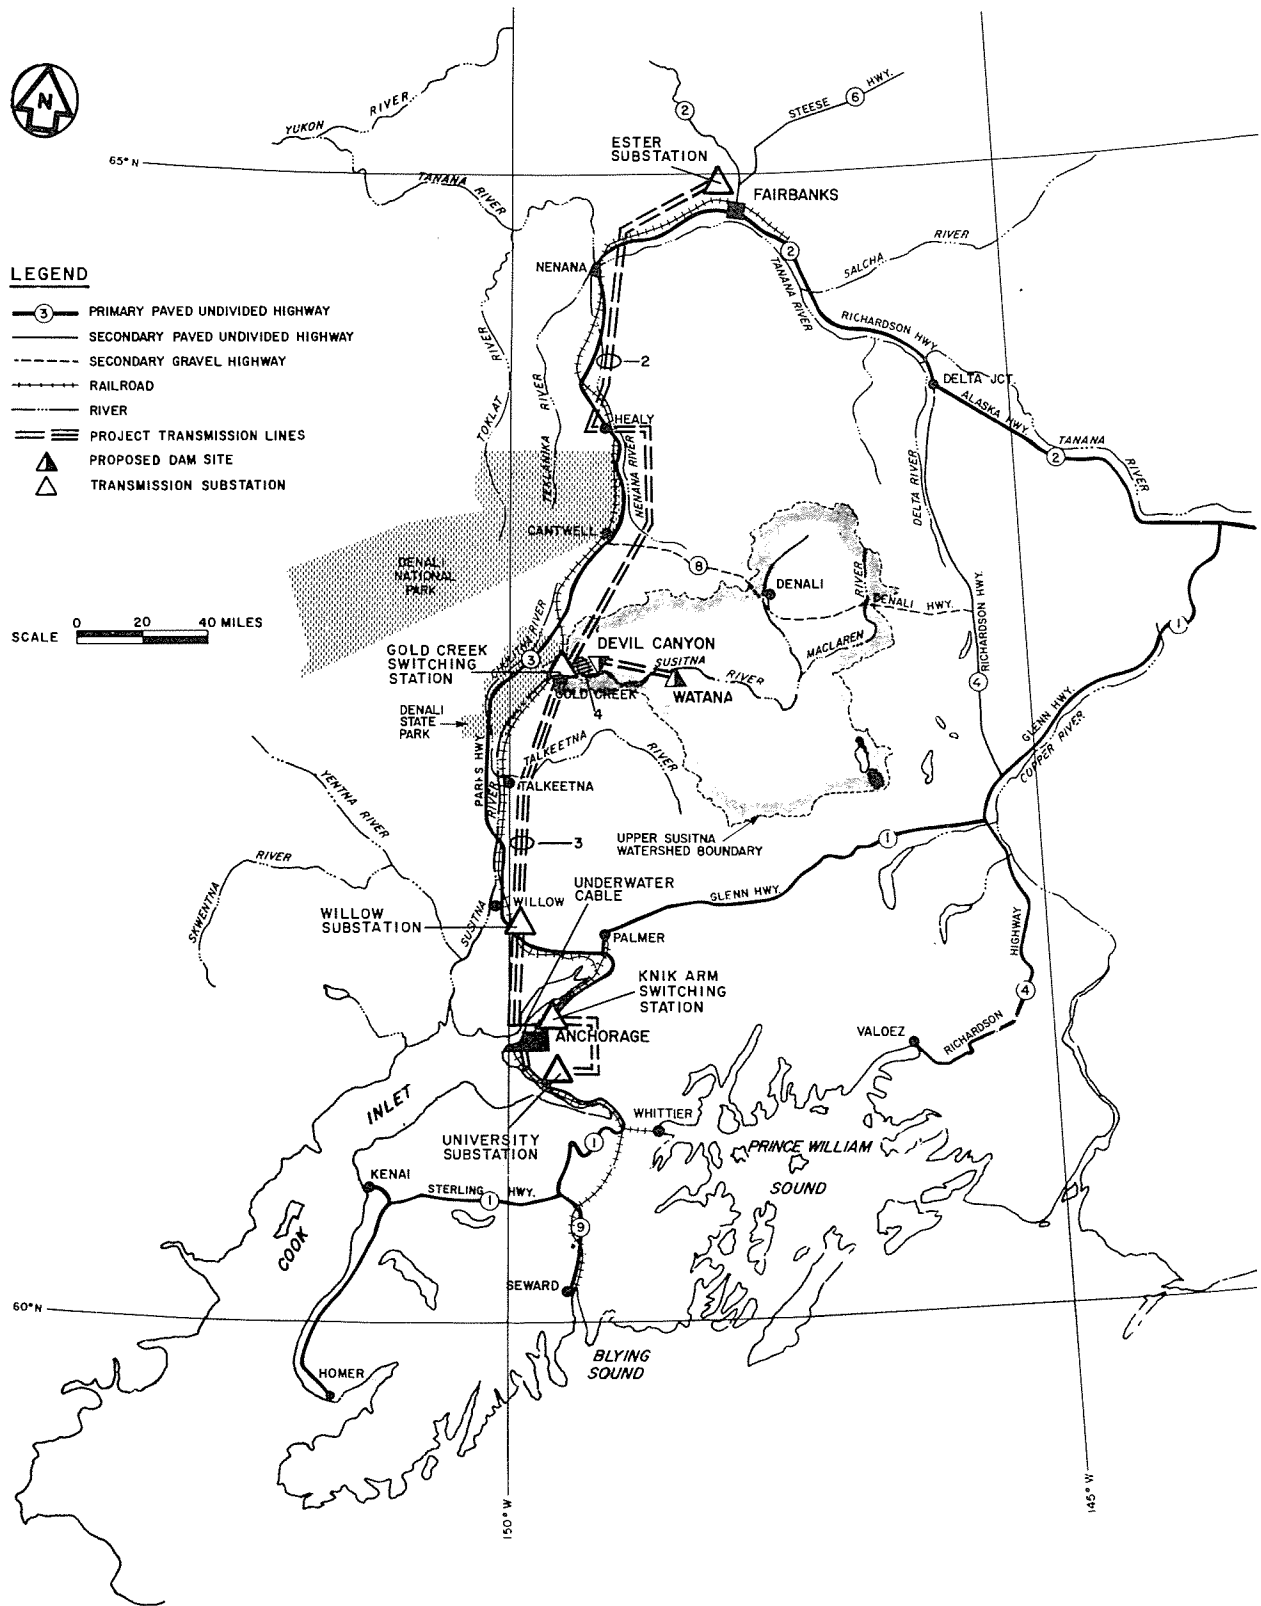 N
YUKON RIVER
65° N
TANANA RIVER
2
STEESE HWY.
6
ESTER
SUBSTATION
FAIRBANKS
2
SALCHA RIVER
TANANA RIVER
NENANA
LEGEND
3 PRIMARY PAVED UNDIVIDED HIGHWAY
SECONDARY PAVED UNDIVIDED HIGHWAY
SECONDARY GRAVEL HIGHWAY
RAILROAD
RIVER
PROJECT TRANSMISSION LINES
PROPOSED DAM SITE
TRANSMISSION SUBSTATION
SCALE 0 20 40 MILES
TOKLAT RIVER
TEKLANIKA RIVER
2
HEALY
NENANA RIVER
RICHARDSON HWY
DELTA JCT.
ALASKA HWY.
2
TANANA RIVER
DELTA RIVER
CANTWELL
DENALI
NATIONAL
PARK
8
DENALI
RIVER
DENALI HWY.
MACLAREN
RICHARDSON HWY.
4
1
GLENN HWY.
COPPER RIVER
CHULITNA RIVER
3
GOLD CREEK
SWITCHING
STATION
DEVIL CANYON
SUSITNA RIVER
WATANA
GOLD CREEK
4
DENALI
STATE
PARK
TALKEETNA RIVER
PARKS HWY.
RIVER
TALKEETNA
YENTNA RIVER
3
UPPER SUSITNA
WATERSHED BOUNDARY
1
GLENN HWY.
SKWENTNA RIVER
SUSITNA
WILLOW
WILLOW
SUBSTATION
UNDERWATER
CABLE
PALMER
KNIK ARM
SWITCHING
STATION
ANCHORAGE
HIGHWAY
4
RICHARDSON
VALOEZ
COOK INLET
UNIVERSITY
SUBSTATION
WHITTIER
1
PRINCE WILLIAM
SOUND
KENAI
STERLING 1 HWY.
9
SEWARD
60° N
HOMER
BLYING
SOUND
150° W
145° W